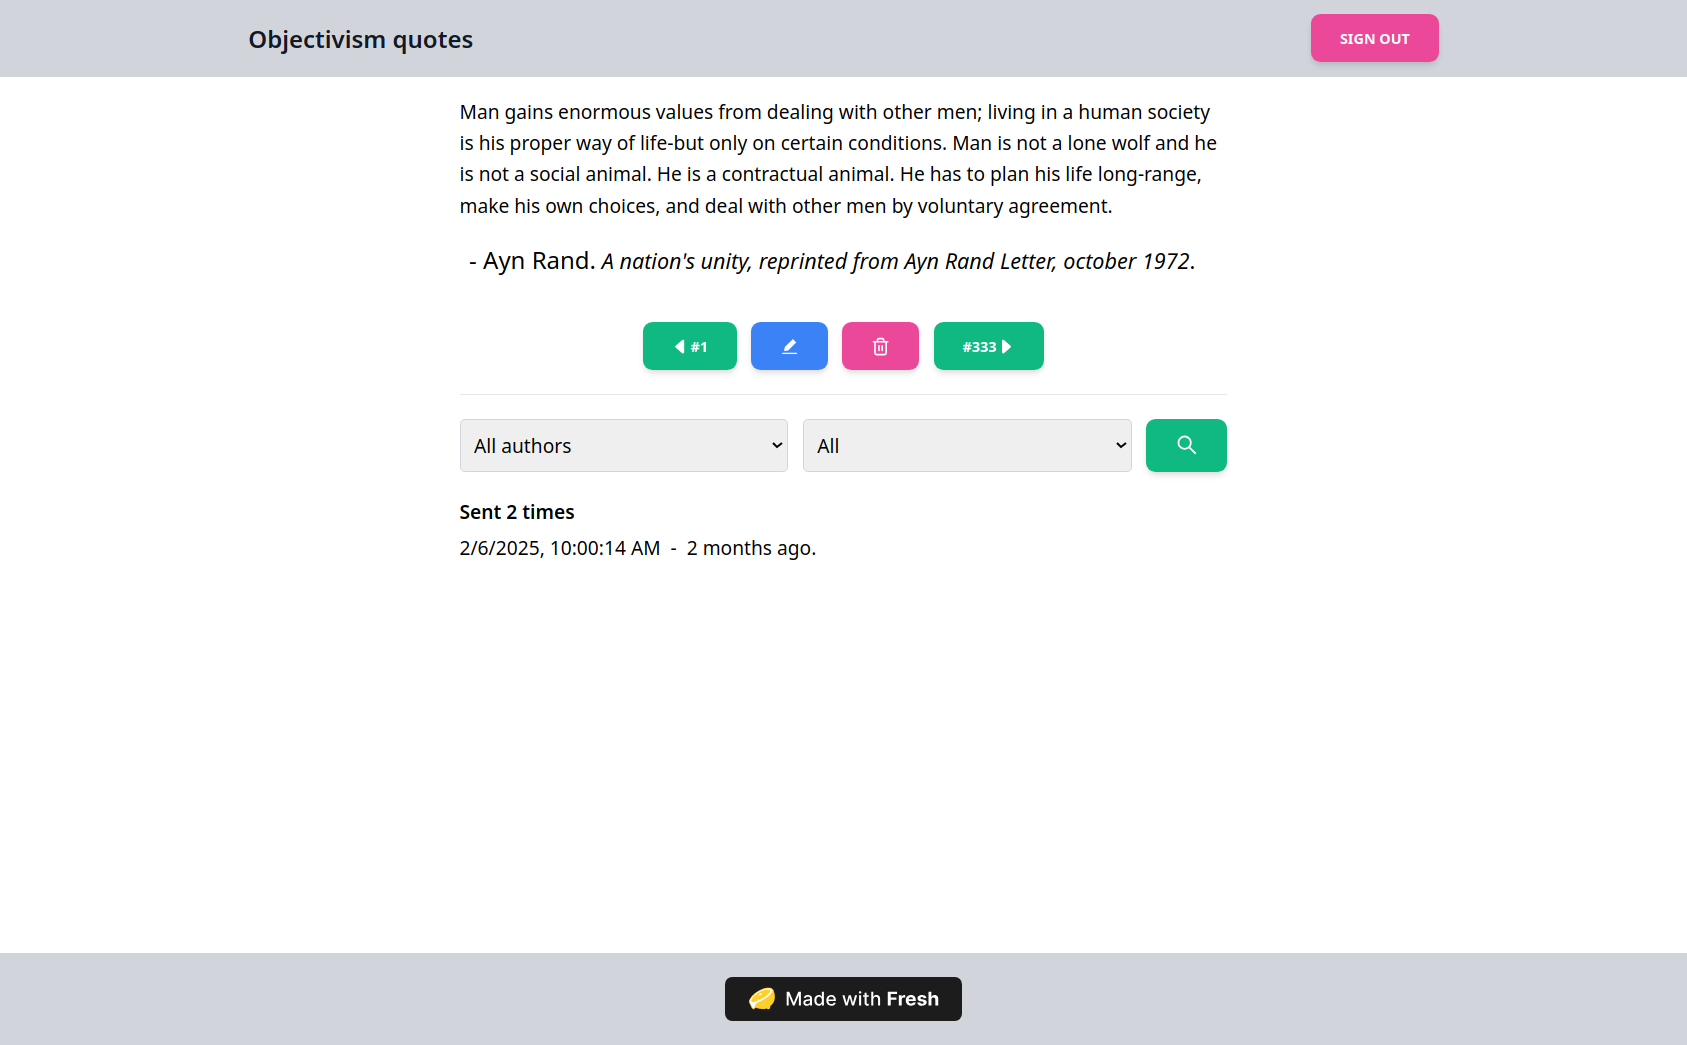 Objectivism quotes
SIGN OUT
Man gains enormous values from dealing with other men; living in a human society
is his proper way of life-but only on certain conditions. Man is not a lone wolf and he
is not a social animal. He is a contractual animal. He has to plan his life long-range,
make his own choices, and deal with other men by voluntary agreement.
- Ayn Rand. A nation's unity, reprinted from Ayn Rand Letter, october 1972.
#1
#333
All authors
All
Sent 2 times
2/6/2025, 10:00:14 AM - 2 months ago.
Made with Fresh